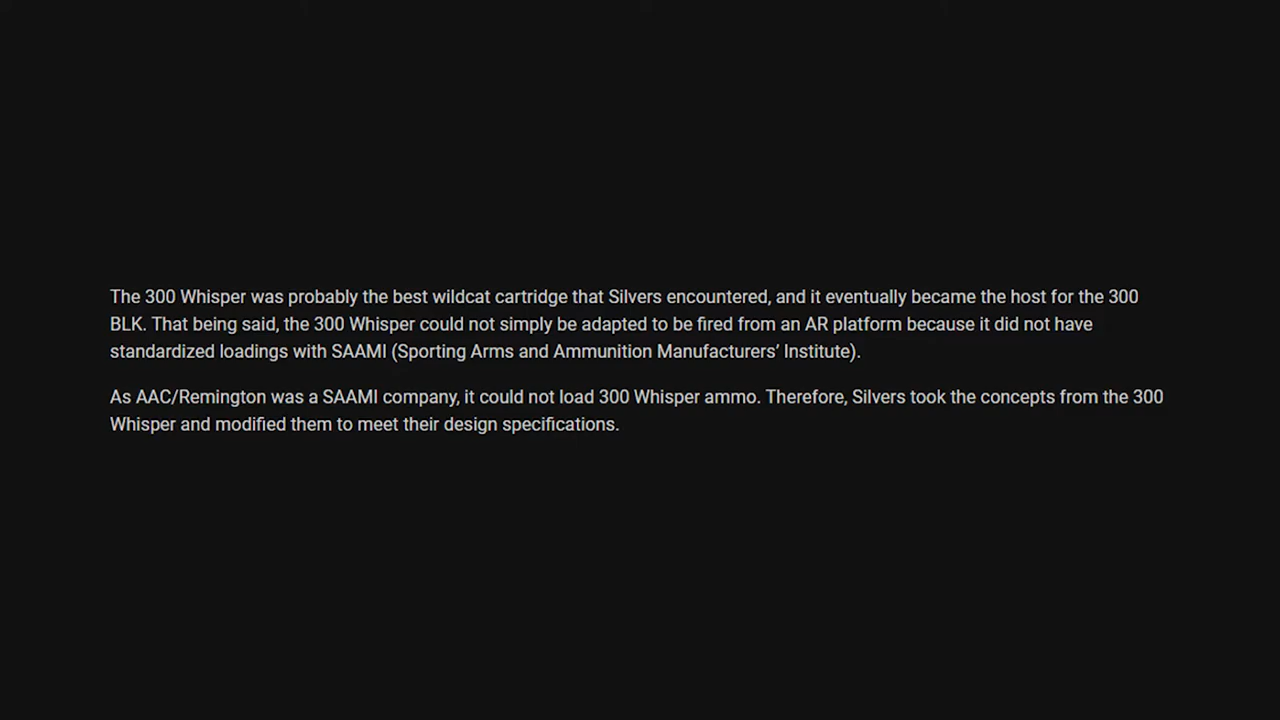 The 300 Whisper was probably the best wildcat cartridge that Silvers encountered, and it eventually became the host for the 300
BLK. That being said, the 300 Whisper could not simply be adapted to be fired from an AR platform because it did not have
standardized loadings with SAAMI (Sporting Arms and Ammunition Manufacturers’ Institute).
As AAC/Remington was a SAAMI company, it could not load 300 Whisper ammo. Therefore, Silvers took the concepts from the 300
Whisper and modified them to meet their design specifications.